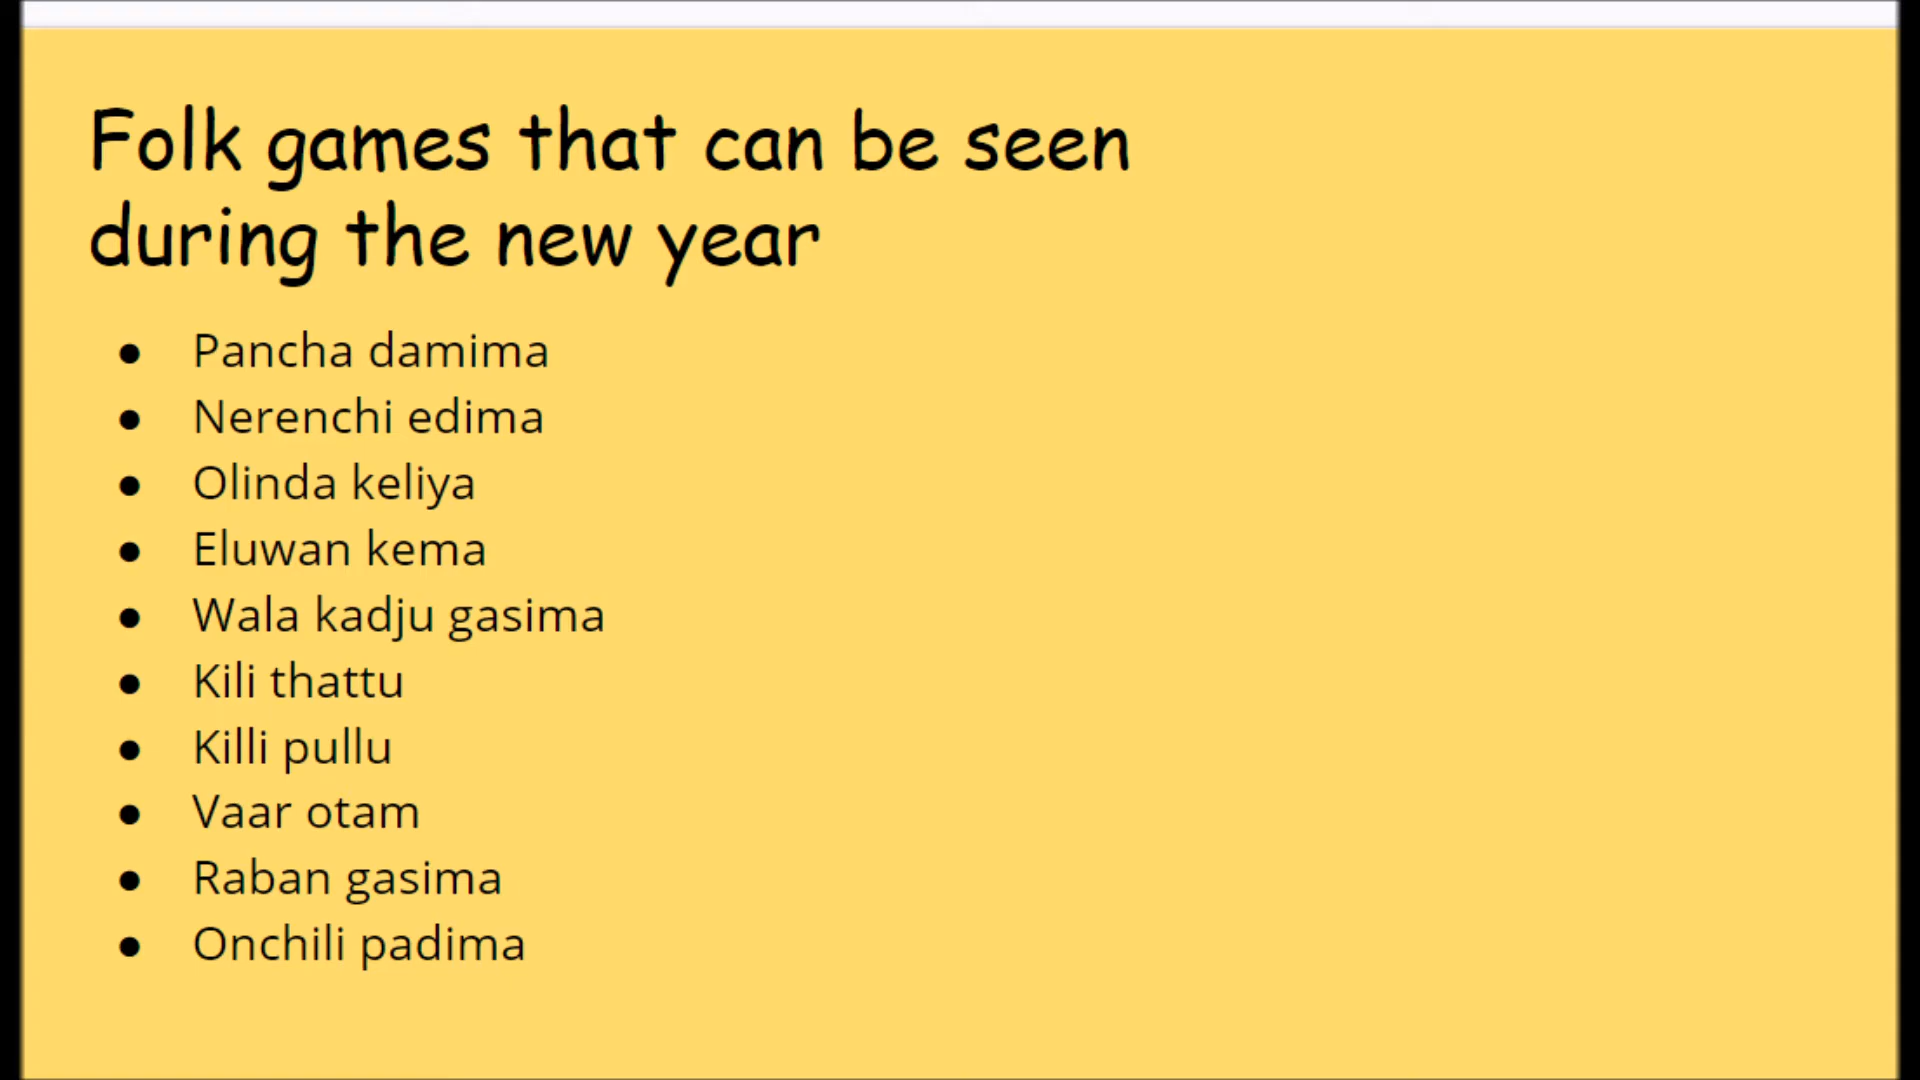 Folk games that can be seen
during the new year
● Pancha damima
● Nerenchi edima
● Olinda keliya
● Eluwan kema
● Wala kadju gasima
● Kili thattu
● Killi pullu
● Vaar otam
● Raban gasima
● Onchili padima